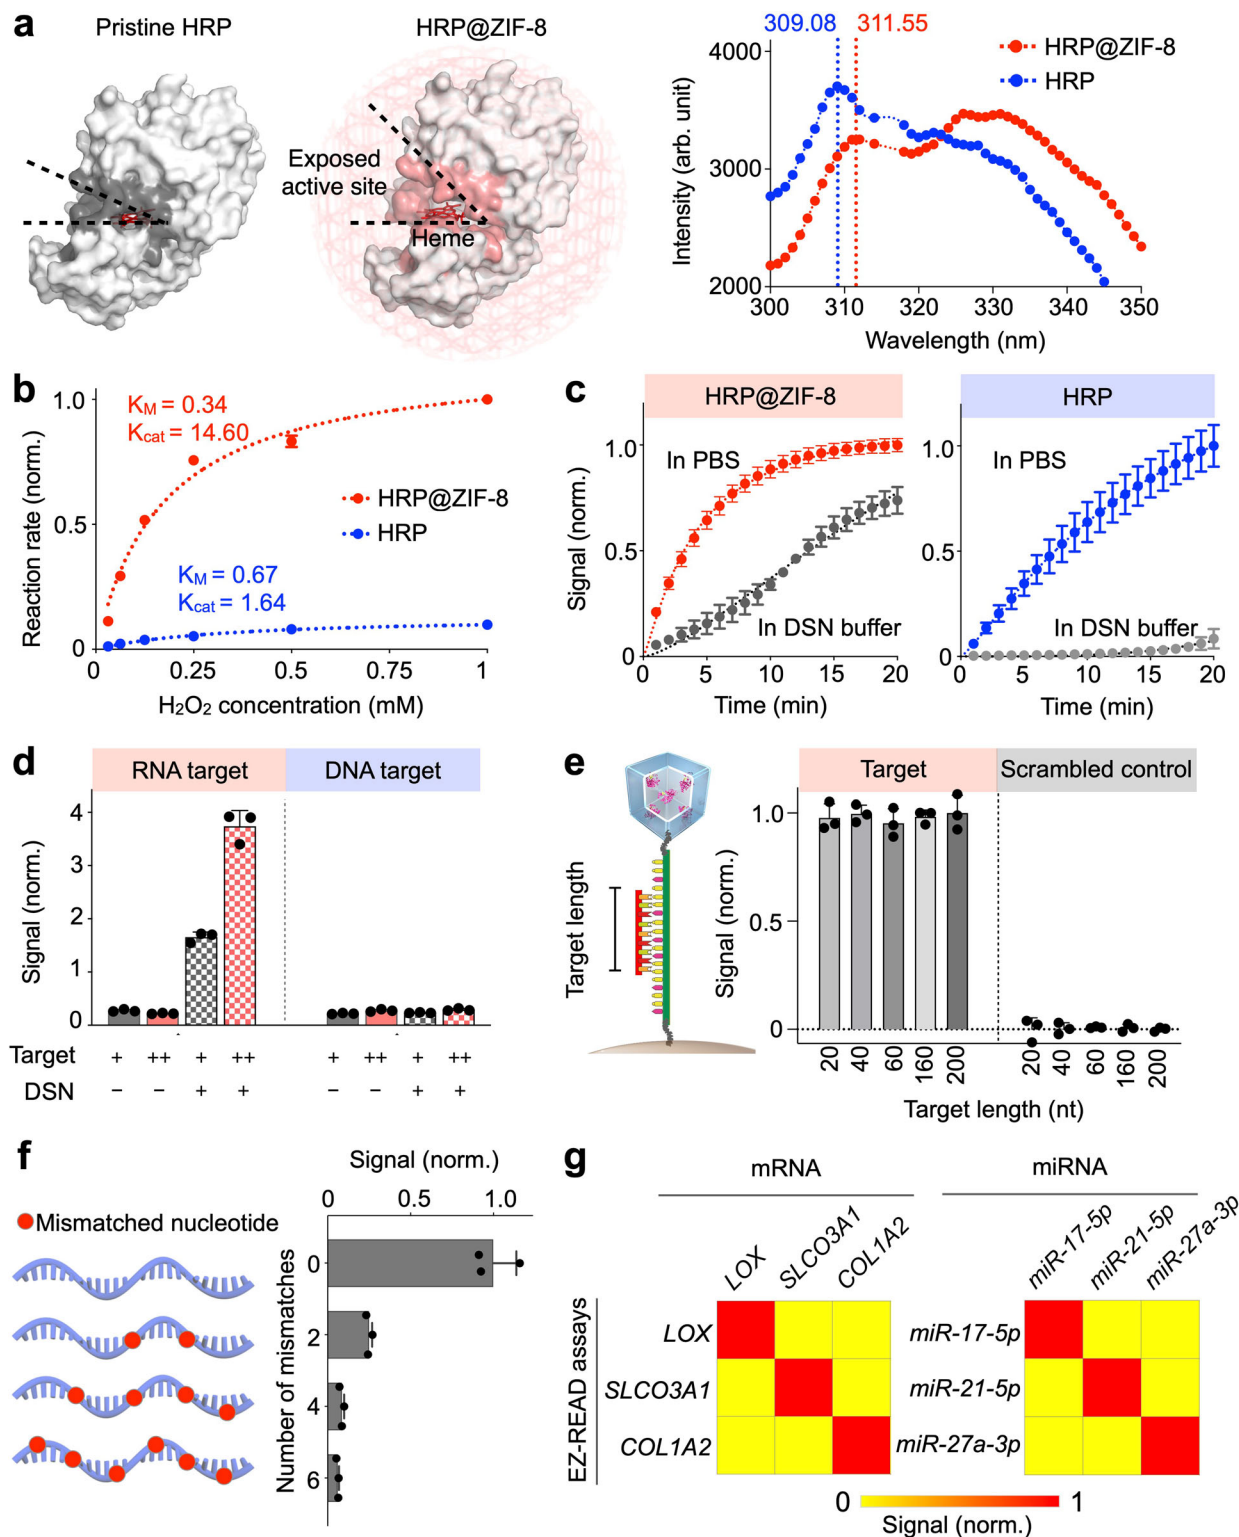 a
Pristine HRP
HRP@ZIF-8
Exposed
active site
Heme
309.08
311.55
HRP@ZIF-8
HRP
Intensity (arb. unit)
4000
3000
2000
300
310
320
330
340
350
Wavelength (nm)
b
Reaction rate (norm.)
1.0
0.5
0
KM = 0.34
Kcat = 14.60
HRP@ZIF-8
HRP
KM = 0.67
Kcat = 1.64
0
0.25
0.5
0.75
1
H2O2 concentration (mM)
c
HRP@ZIF-8
HRP
Signal (norm.)
1.0
0.5
0
In PBS
In DSN buffer
0
5
10
15
20
Time (min)
1.0
0.5
0
In PBS
In DSN buffer
0
5
10
15
20
Time (min)
d
RNA target
DNA target
Signal (norm.)
4
3
2
1
0
Target + ++ + ++ + ++ + ++
DSN − − + + − − + +
e
Target length
Target
Scrambled control
Signal (norm.)
1.0
0.5
0
20
40
60
160
200
20
40
60
160
200
Target length (nt)
f
Mismatched nucleotide
Signal (norm.)
0
0.5
1.0
Number of mismatches
0
2
4
6
g
mRNA
miRNA
LOX
SLCO3A1
COL1A2
miR-17-5p
miR-21-5p
miR-27a-3p
EZ-READ assays
LOX
SLCO3A1
COL1A2
miR-17-5p
miR-21-5p
miR-27a-3p
0
1
Signal (norm.)